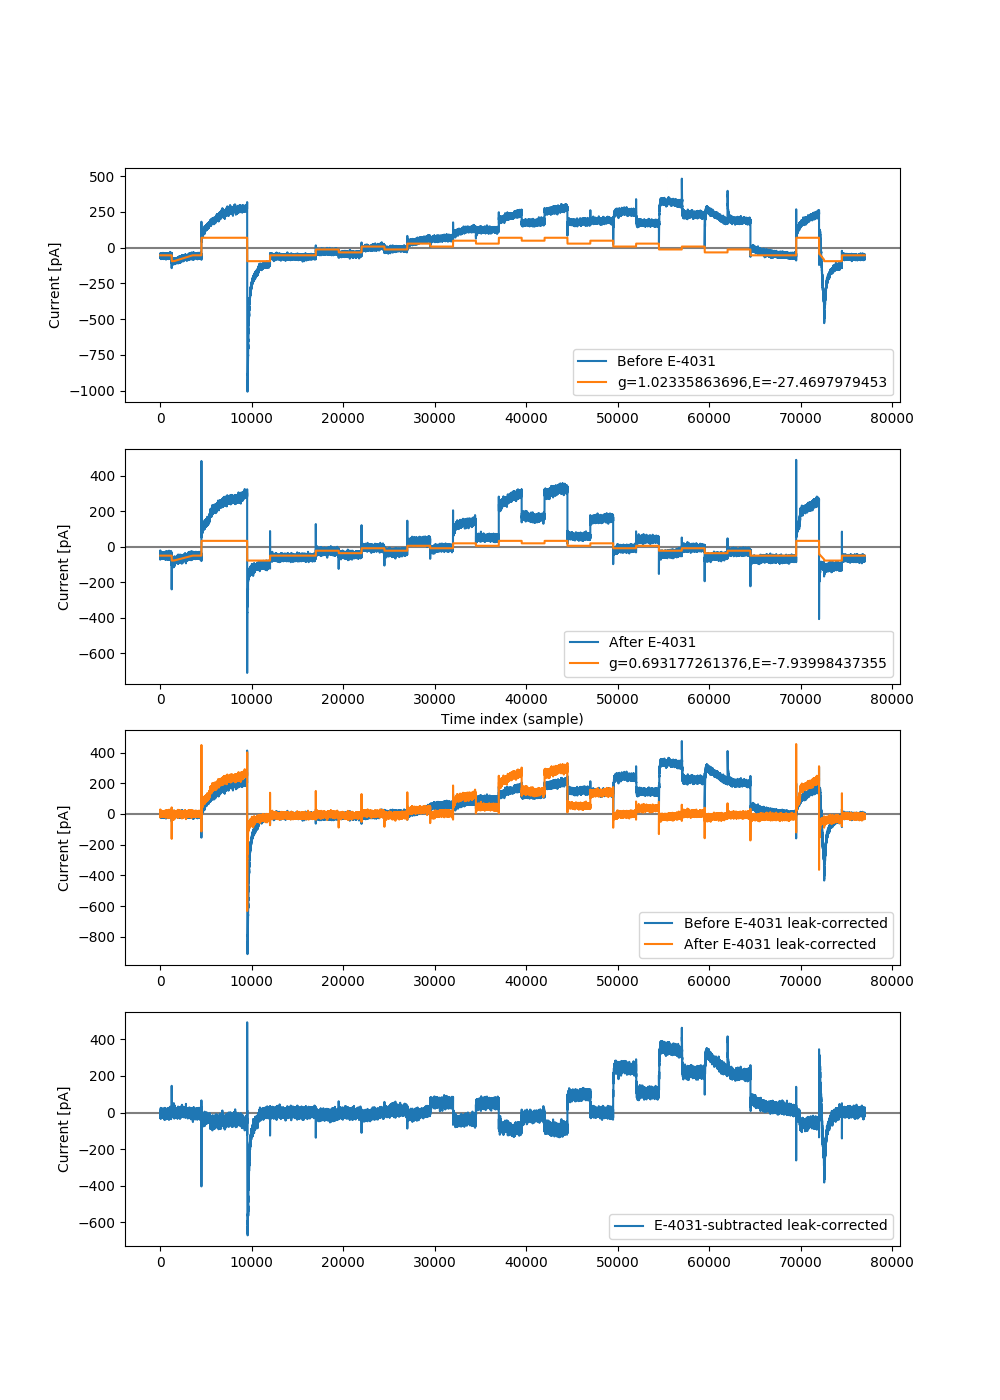 500
250
0
−250
−500
−750
−1000
Current [pA]
Before E-4031
g=1.02335863696,E=-27.4697979453
0 10000 20000 30000 40000 50000 60000 70000 80000
400
200
0
−200
−400
−600
Current [pA]
After E-4031
g=0.693177261376,E=-7.93998437355
0 10000 20000 30000 40000 50000 60000 70000 80000
Time index (sample)
400
200
0
−200
−400
−600
−800
Current [pA]
Before E-4031 leak-corrected
After E-4031 leak-corrected
0 10000 20000 30000 40000 50000 60000 70000 80000
400
200
0
−200
−400
−600
Current [pA]
E-4031-subtracted leak-corrected
0 10000 20000 30000 40000 50000 60000 70000 80000